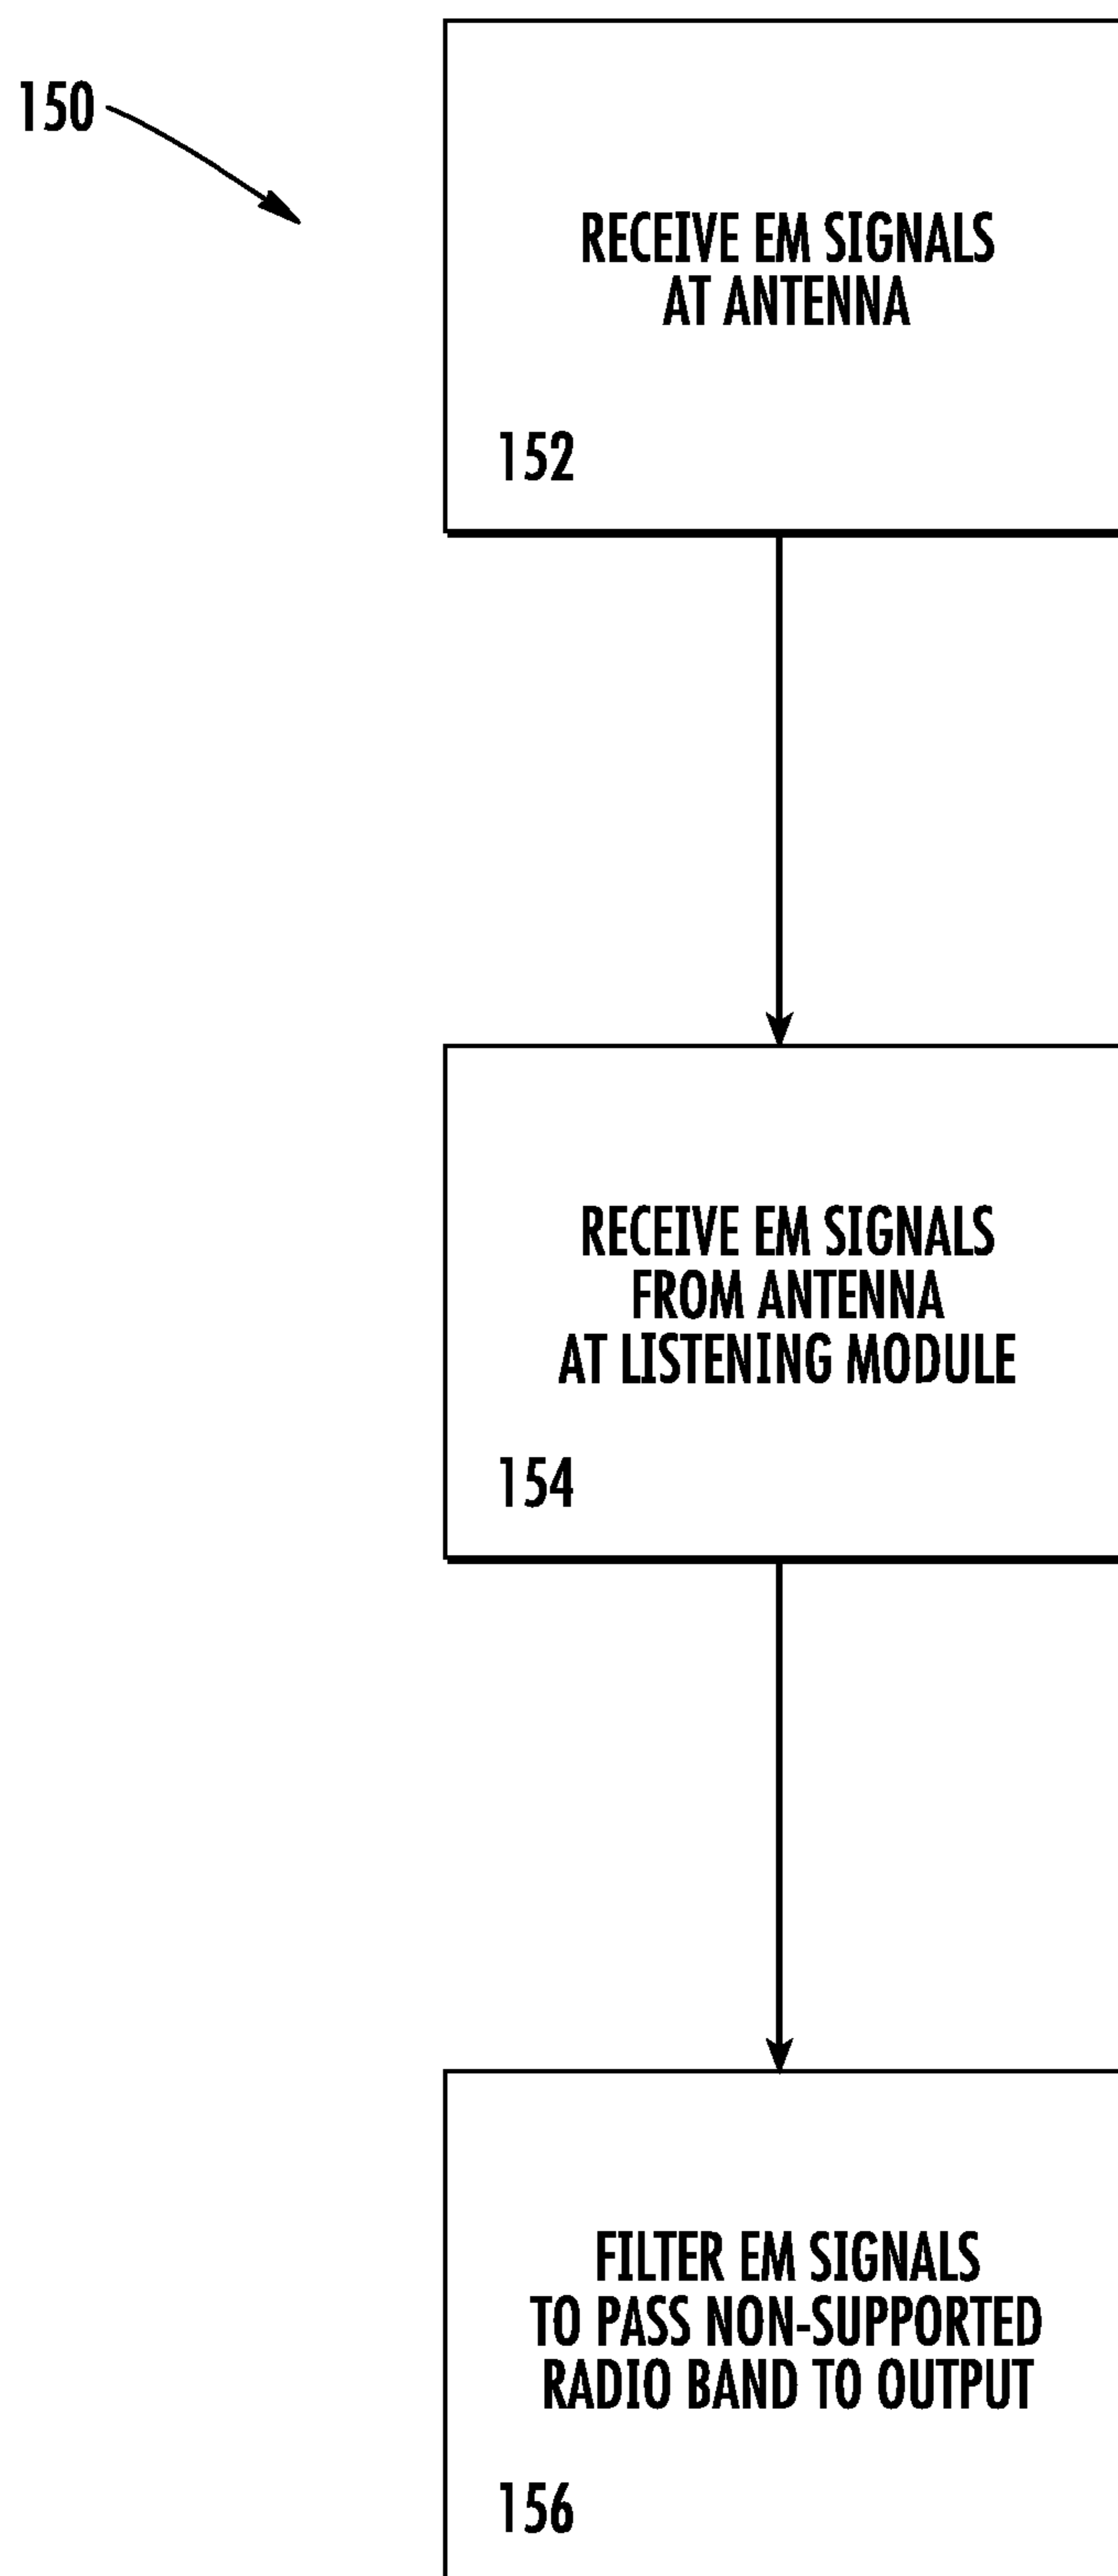 150
RECEIVE EM SIGNALS
AT ANTENNA
152
RECEIVE EM SIGNALS
FROM ANTENNA
AT LISTENING MODULE
154
FILTER EM SIGNALS
TO PASS NON-SUPPORTED
RADIO BAND TO OUTPUT
156